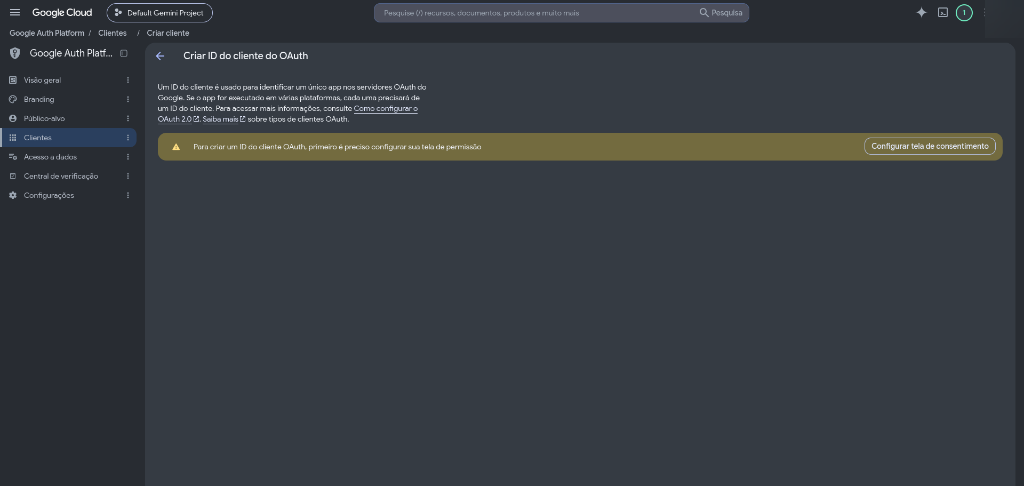 Google Cloud
Default Gemini Project
Pesquise (/) recursos, documentos, produtos e muito mais
Pesquisa
1
Google Auth Platform / Clientes / Criar cliente
Google Auth Platf...
Visão geral
Branding
Público-alvo
Clientes
Acesso a dados
Central de verificação
Configurações
Criar ID do cliente do OAuth
Um ID do cliente é usado para identificar um único app nos servidores OAuth do
Google. Se o app for executado em várias plataformas, cada uma precisará de
um ID do cliente. Para acessar mais informações, consulte Como configurar o
OAuth 2.0. Saiba mais sobre tipos de clientes OAuth.
Para criar um ID do cliente OAuth, primeiro é preciso configurar sua tela de permissão
Configurar tela de consentimento